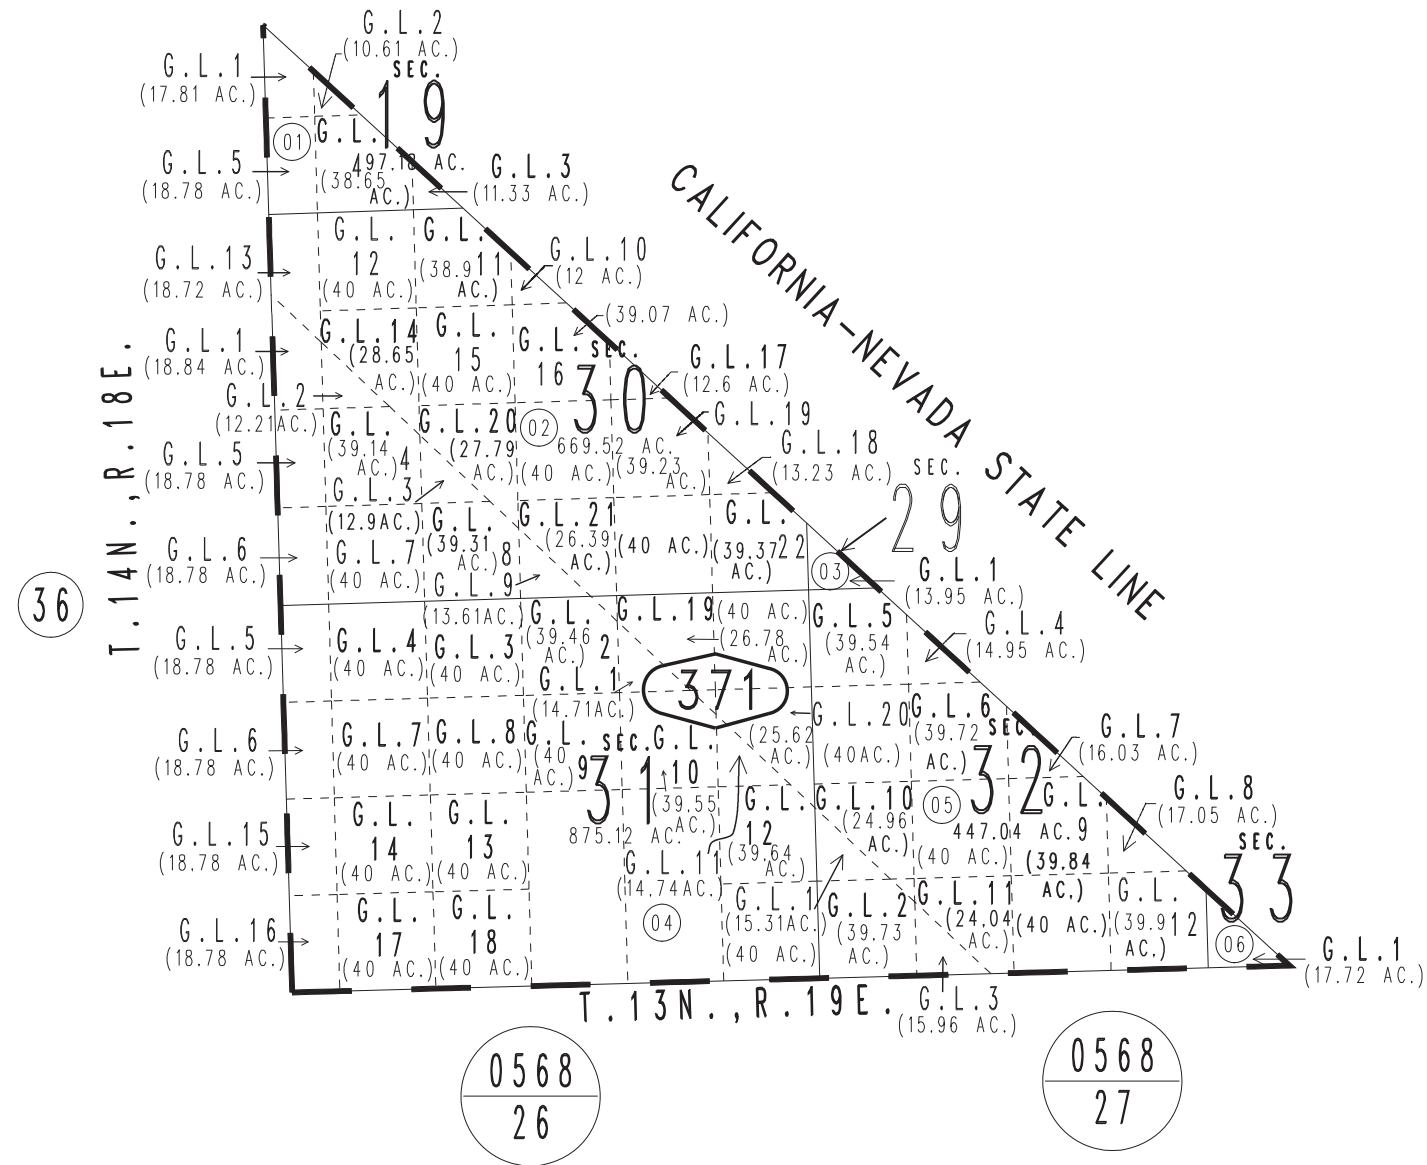 G.L.2
(10.61 AC.)
SEC.
19
497.18 AC.
G.L.1
(17.81 AC.)
01
G.L.
4
(38.65
AC.)
G.L.5
(18.78 AC.)
G.L.3
(11.33 AC.)
CALIFORNIA-NEVADA STATE LINE
G.L.13
(18.72 AC.)
G.L.
12
(40 AC.)
G.L.
11
(38.9
AC.)
G.L.10
(12 AC.)
(39.07 AC.)
G.L.1
(18.84 AC.)
G.L.14
(28.65
AC.)
G.L.
15
(40 AC.)
G.L.
16
SEC.
30
669.52 AC.
G.L.17
(12.6 AC.)
G.L.2
(12.21AC.)
G.L.
4
(39.14
AC.)
G.L.20
(27.79
AC.)
02
(40 AC.)
G.L.19
(39.23
AC.)
G.L.18
(13.23 AC.)
SEC.
29
G.L.5
(18.78 AC.)
G.L.3
(12.9AC.)
T.14N.,R.18E.
36
G.L.6
(18.78 AC.)
G.L.7
(40 AC.)
G.L.
8
(39.31
AC.)
G.L.21
(26.39
AC.)
(40 AC.)
G.L.
22
(39.37
AC.)
03
G.L.1
(13.95 AC.)
G.L.9
(13.61AC.)
G.L.5
(18.78 AC.)
G.L.4
(40 AC.)
G.L.3
(40 AC.)
G.L.
2
(39.46
AC.)
G.L.19
(40 AC.)
(26.78
AC.)
G.L.5
(39.54
AC.)
G.L.4
(14.95 AC.)
G.L.1
(14.71AC.)
371
G.L.6
(18.78 AC.)
G.L.7
(40 AC.)
G.L.8
(40 AC.)
G.L.
9
(40
AC.)
SEC.
31
875.12 AC.
G.L.
10
(39.55
AC.)
(25.62
AC.)
G.L.20
(40AC.)
G.L.6
(39.72
AC.)
SEC.
32
447.04 AC.
G.L.7
(16.03 AC.)
G.L.15
(18.78 AC.)
G.L.
14
(40 AC.)
G.L.
13
(40 AC.)
G.L.11
(14.74AC.)
G.L.
12
(39.64
AC.)
G.L.10
(24.96
AC.)
05
(40 AC.)
G.L.
9
(39.84
AC.)
G.L.8
(17.05 AC.)
SEC.
33
G.L.16
(18.78 AC.)
G.L.
17
(40 AC.)
G.L.
18
(40 AC.)
04
G.L.1
(15.31AC.)
(40 AC.)
G.L.2
(39.73
AC.)
G.L.11
(24.04
AC.)
(40 AC.)
G.L.
12
(39.9
AC.)
06
G.L.1
(17.72 AC.)
G.L.3
(15.96 AC.)
T.13N.,R.19E.
0568
26
0568
27